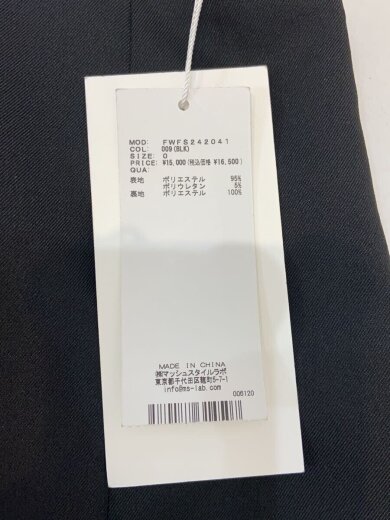 MOD: FWFS242041
COL: 009(BLK)
SIZE: 0
PRICE: ¥15,000(税込価格 ¥16,500)
QUA:
表地 ポリエステル 95%
ポリウレタン 5%
裏地 ポリエステル 100%
MADE IN CHINA
㈱マッシュスタイルラボ
東京都千代田区麹町5-7-1
info@ms-lab.com
006120